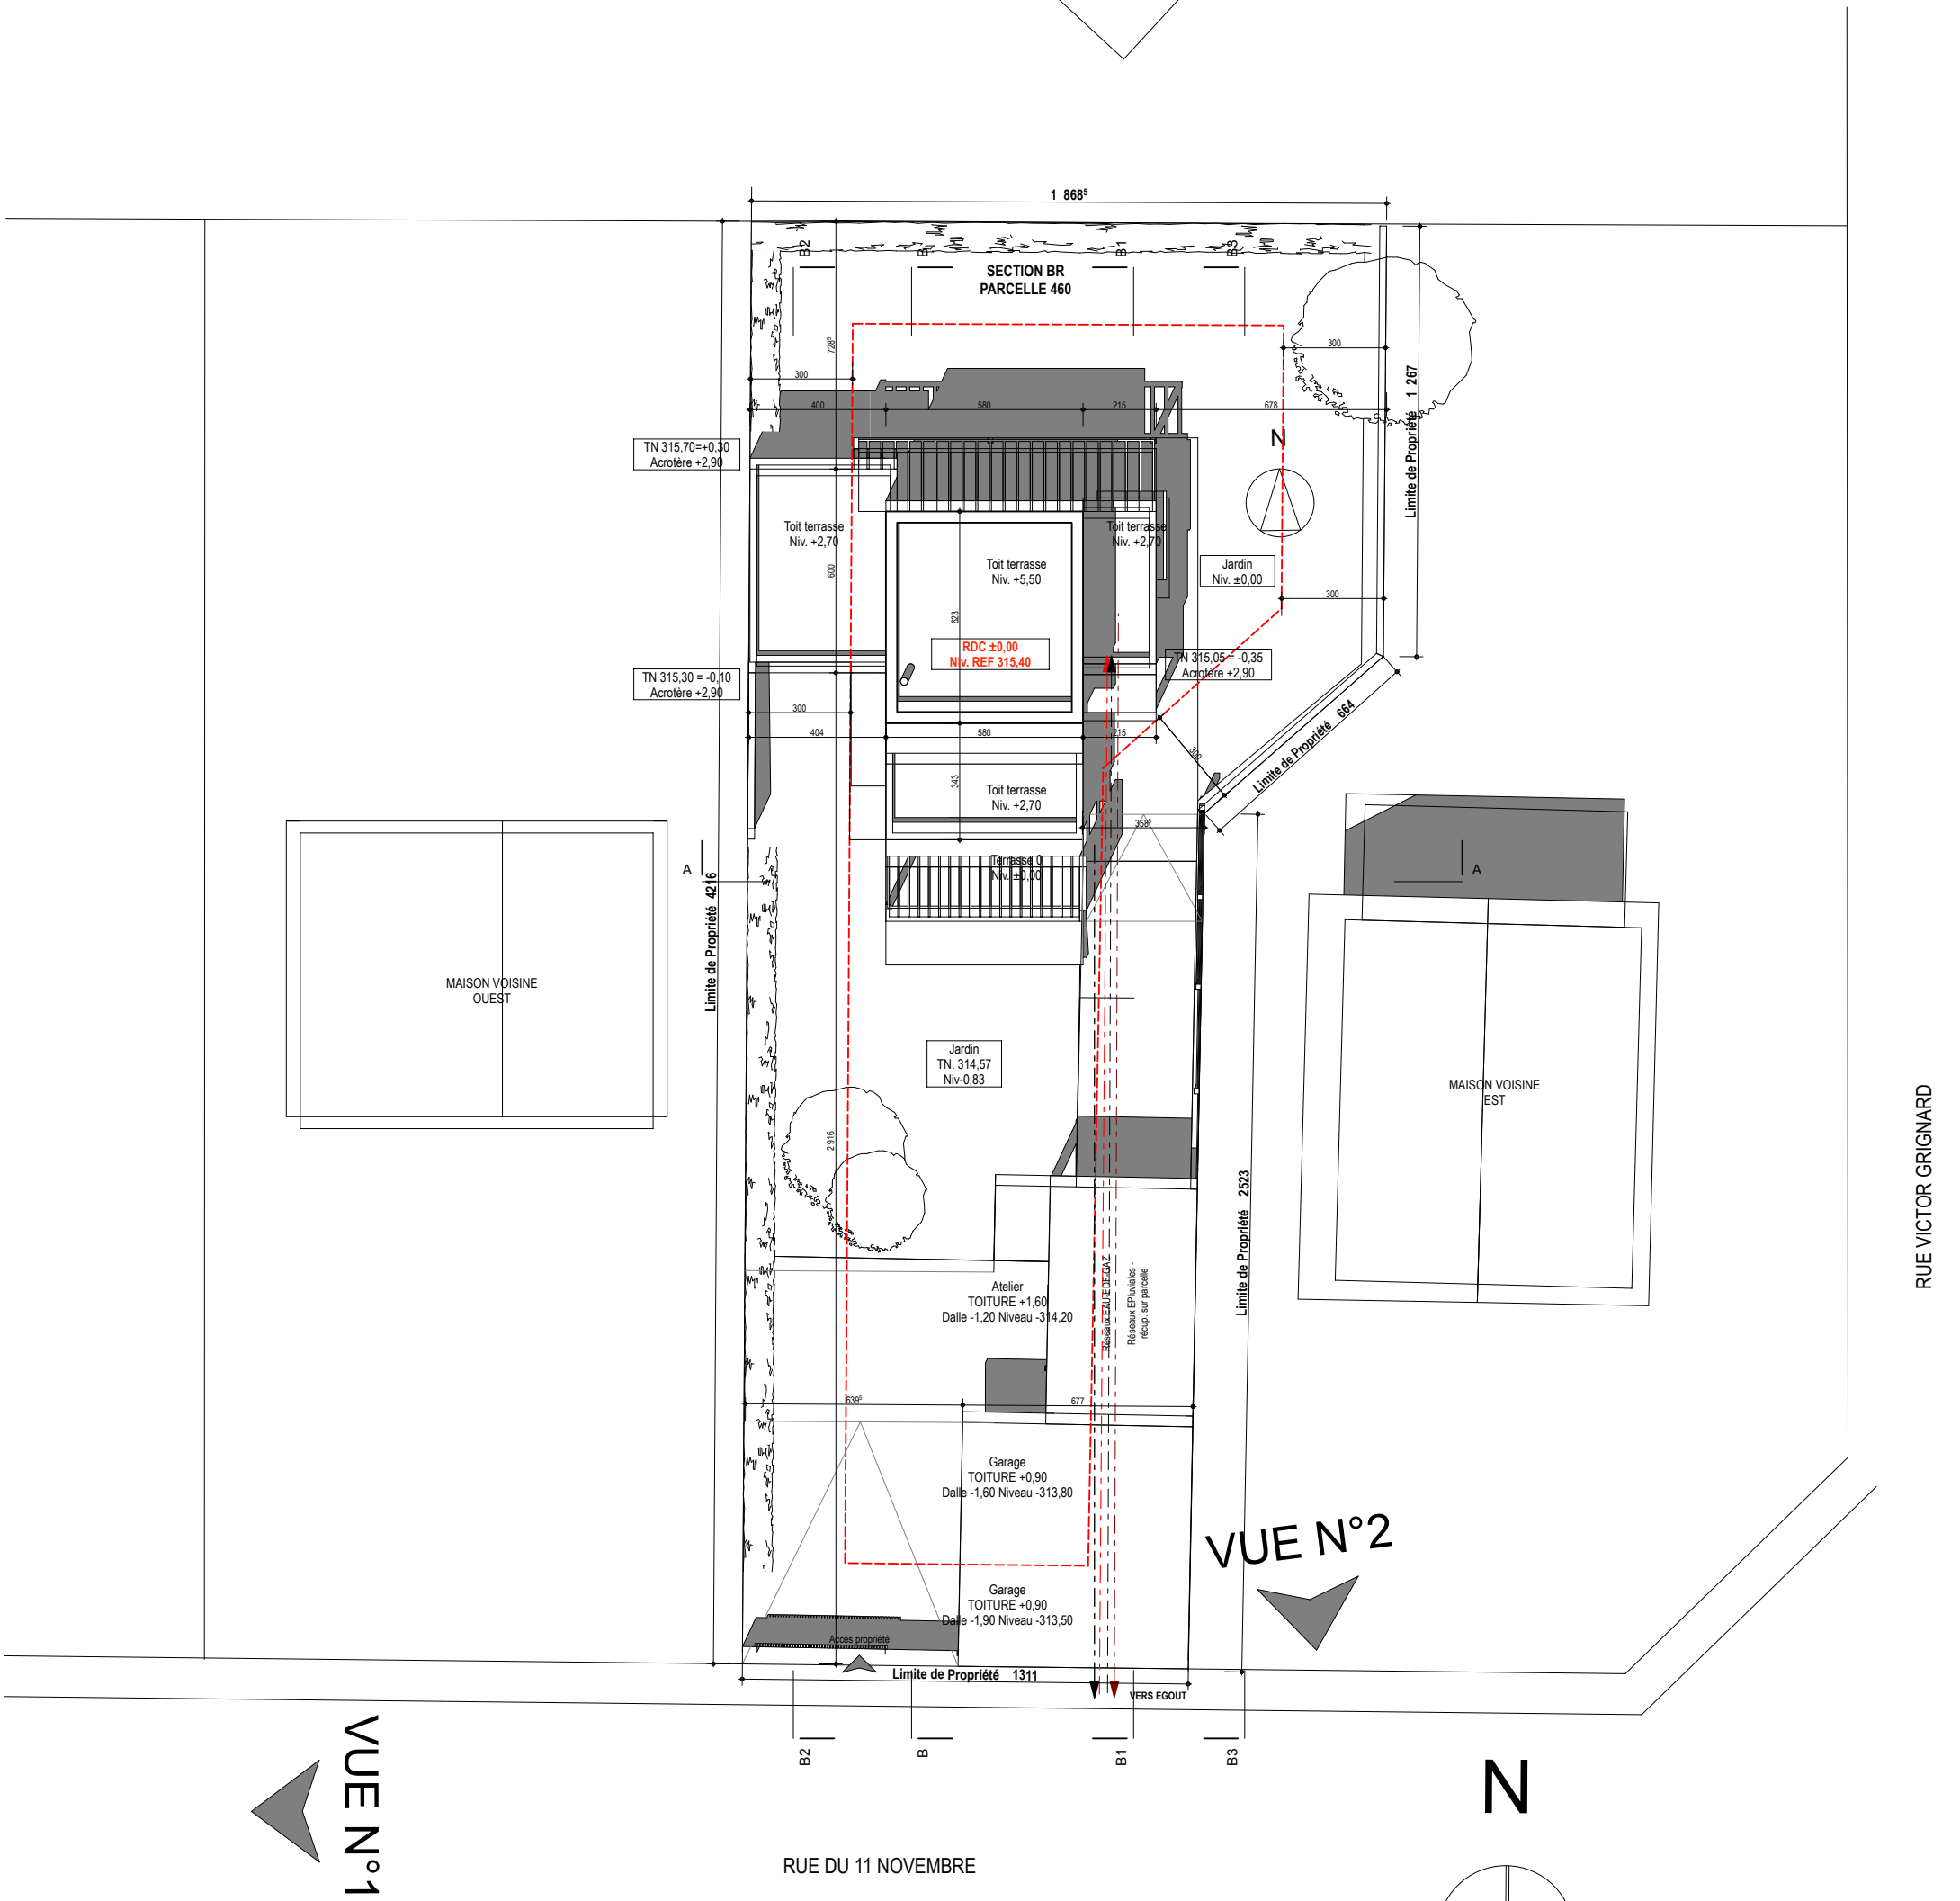 1 868⁵
B2
B
B1
B3
SECTION BR
PARCELLE 460
728⁵
300
300
400
580
215
678
Limite de Propriété 1 267
N
TN 315,70=+0,30
Acrotère +2,90
Toit terrasse
Niv. +2,70
Toit terrasse
Niv. +2,70
Toit terrasse
Niv. +5,50
Jardin
Niv. ±0,00
600
300
623
RDC ±0,00
Niv. REF 315,40
TN 315,05 = -0,35
Acrotère +2,90
TN 315,30 = -0,10
Acrotère +2,90
300
404
580
215
300
Limite de Propriété 664
343
Toit terrasse
Niv. +2,70
358⁵
Terrasse 0
Niv. ±0,00
A
A
Limite de Propriété 4216
MAISON VOISINE
OUEST
Jardin
TN. 314,57
Niv-0,83
MAISON VOISINE
EST
RUE VICTOR GRIGNARD
2 916
Limite de Propriété 2523
Atelier
TOITURE +1,60
Dalle -1,20 Niveau -314,20
Réseaux EAU-EDF-GAZ
Réseaux EPluviales -
récup. sur parcelle
639⁵
677
Garage
TOITURE +0,90
Dalle -1,60 Niveau -313,80
VUE N°2
Garage
TOITURE +0,90
Dalle -1,90 Niveau -313,50
Accès propriété
Limite de Propriété 1311
VERS EGOUT
B2
B
B1
B3
VUE N°1
N
RUE DU 11 NOVEMBRE